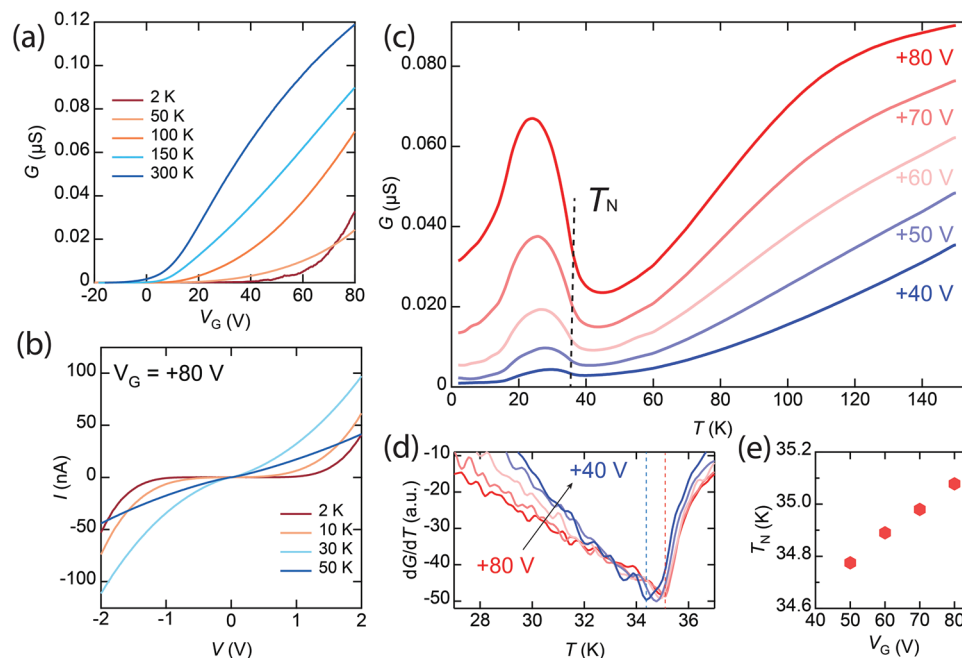 (a)
0.12
0.10
0.08
0.06
0.04
0.02
0
G (μS)
2 K
50 K
100 K
150 K
300 K
-20 0 20 40 60 80
V_G (V)
(b)
V_G = +80 V
100
50
0
-50
-100
I (nA)
2 K
10 K
30 K
50 K
-2 -1 0 1 2
V (V)
(c)
0.080
0.060
0.040
0.020
0
G (μS)
T_N
+80 V
+70 V
+60 V
+50 V
+40 V
0 20 40 60 80 100 120 140
T (K)
(d)
-10
-20
-30
-40
-50
dG/dT (a.u.)
+40 V
+80 V
28 30 32 34 36
T (K)
(e)
35.2
35.0
34.8
34.6
T_N (K)
40 50 60 70 80
V_G (V)